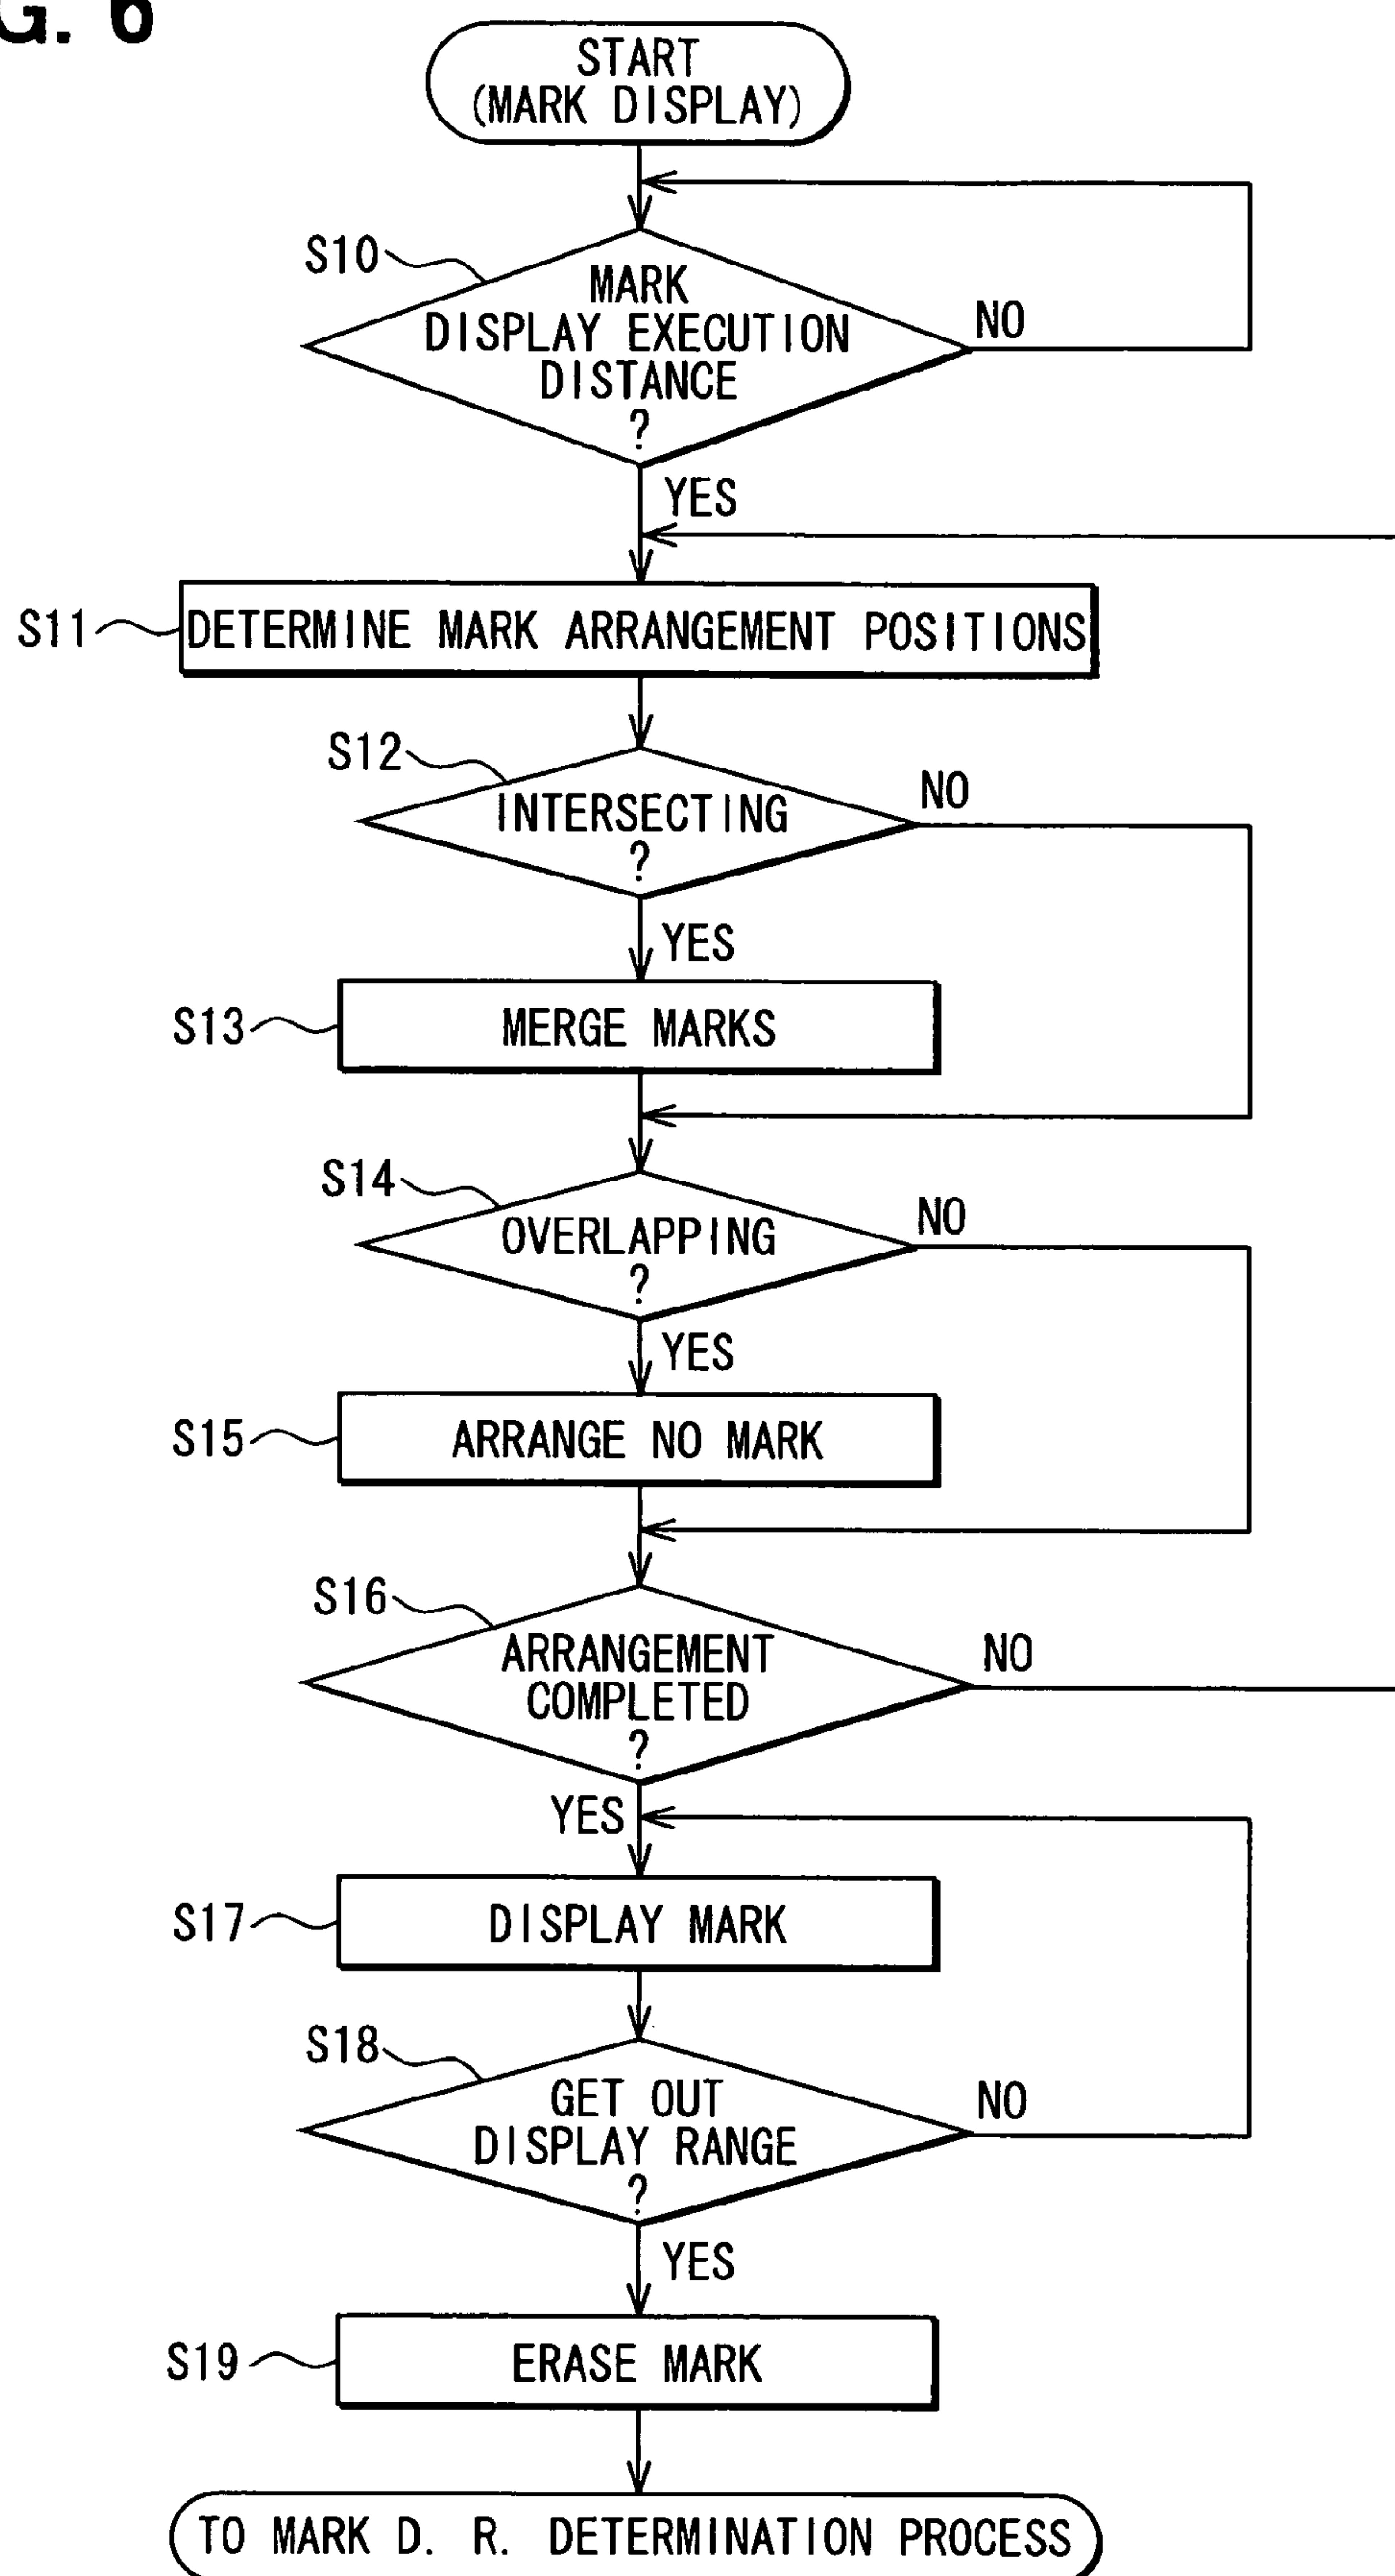 G. 6
START
(MARK DISPLAY)
S10
MARK
DISPLAY EXECUTION
DISTANCE
?
NO
YES
S11
DETERMINE MARK ARRANGEMENT POSITIONS
S12
INTERSECTING
?
NO
YES
S13
MERGE MARKS
S14
OVERLAPPING
?
NO
YES
S15
ARRANGE NO MARK
S16
ARRANGEMENT
COMPLETED
?
NO
YES
S17
DISPLAY MARK
S18
GET OUT
DISPLAY RANGE
?
NO
YES
S19
ERASE MARK
TO MARK D. R. DETERMINATION PROCESS